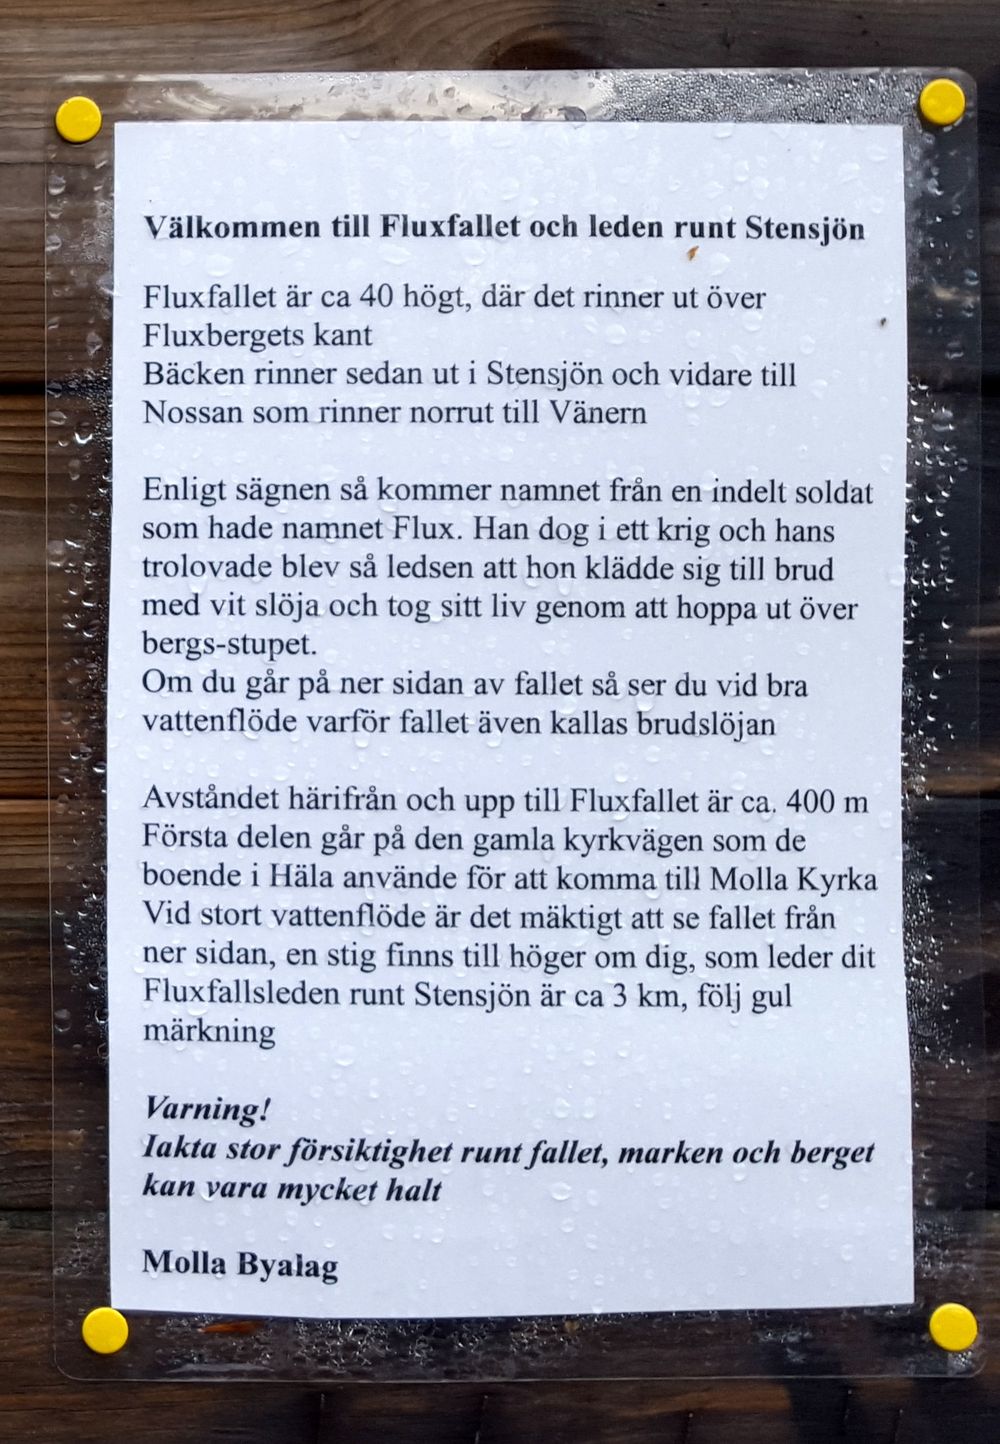 Välkommen till Fluxfallet och leden runt Stensjön
Fluxfallet är ca 40 högt, där det rinner ut över
Fluxbergets kant
Bäcken rinner sedan ut i Stensjön och vidare till
Nossan som rinner norrut till Vänern
Enligt sägnen så kommer namnet från en indelt soldat
som hade namnet Flux. Han dog i ett krig och hans
trolovade blev så ledsen att hon klädde sig till brud
med vit slöja och tog sitt liv genom att hoppa ut över
bergs-stupet.
Om du går på ner sidan av fallet så ser du vid bra
vattenflöde varför fallet även kallas brudslöjan
Avståndet härifrån och upp till Fluxfallet är ca. 400 m
Första delen går på den gamla kyrkvägen som de
boende i Häla använde för att komma till Molla Kyrka
Vid stort vattenflöde är det mäktigt att se fallet från
ner sidan, en stig finns till höger om dig, som leder dit
Fluxfallsleden runt Stensjön är ca 3 km, följ gul
märkning
Varning!
Iakta stor försiktighet runt fallet, marken och berget
kan vara mycket halt
Molla Byalag